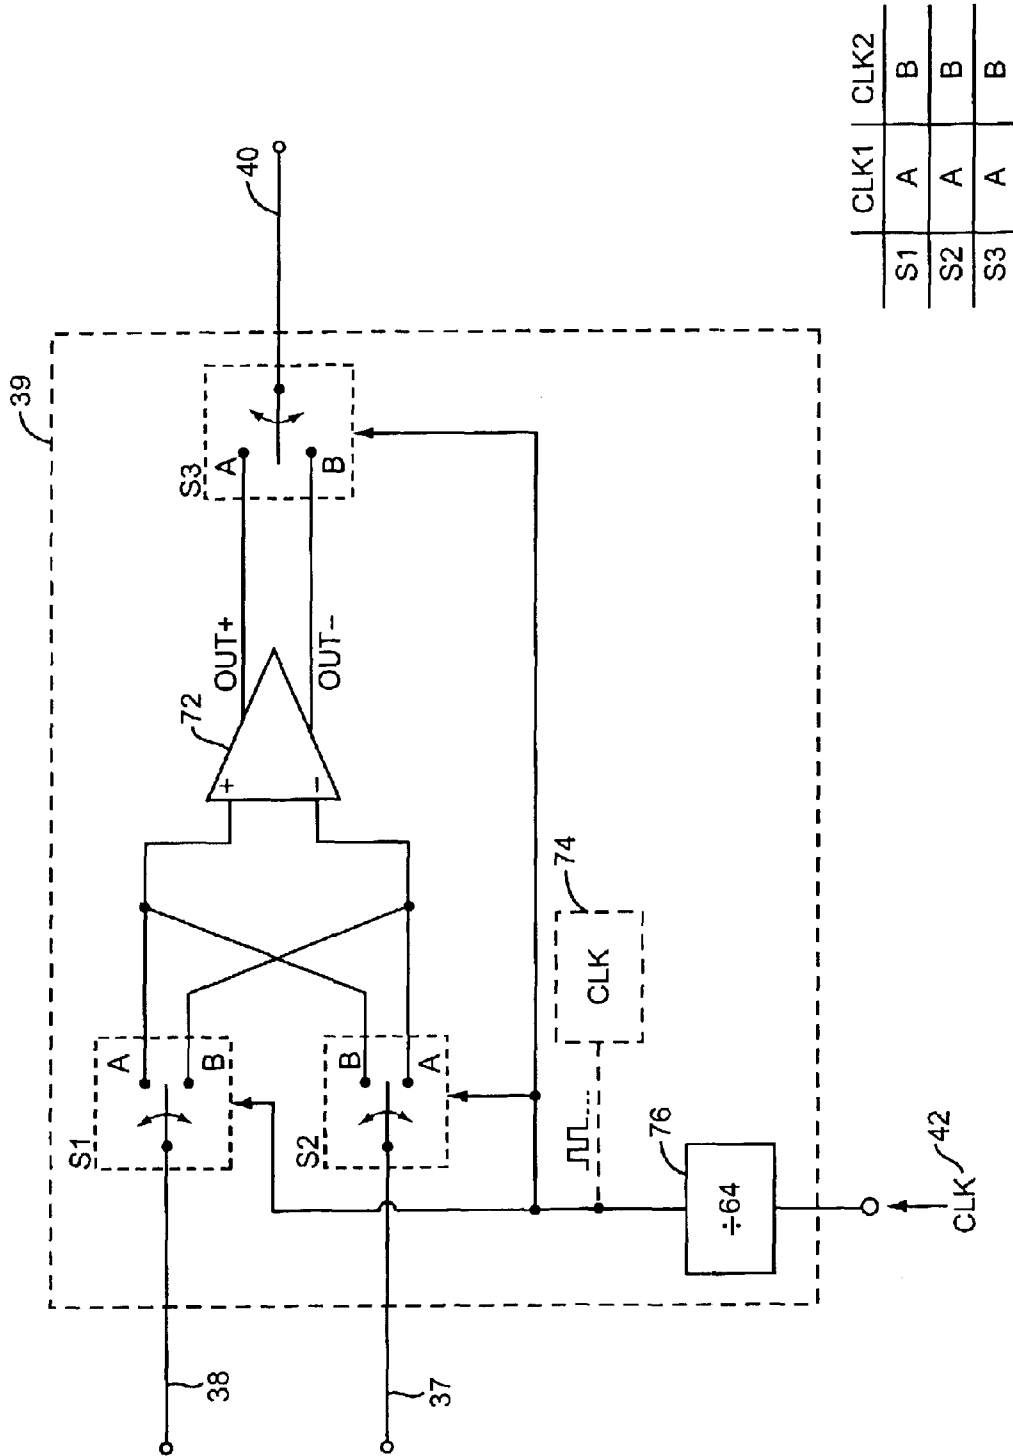 39
38
37
S1
A
B
S2
B
A
72
+
−
OUT+
OUT−
S3
A
B
40
74
CLK
76
÷64
CLK
42
CLK1 CLK2
S1 A B
S2 A B
S3 A B